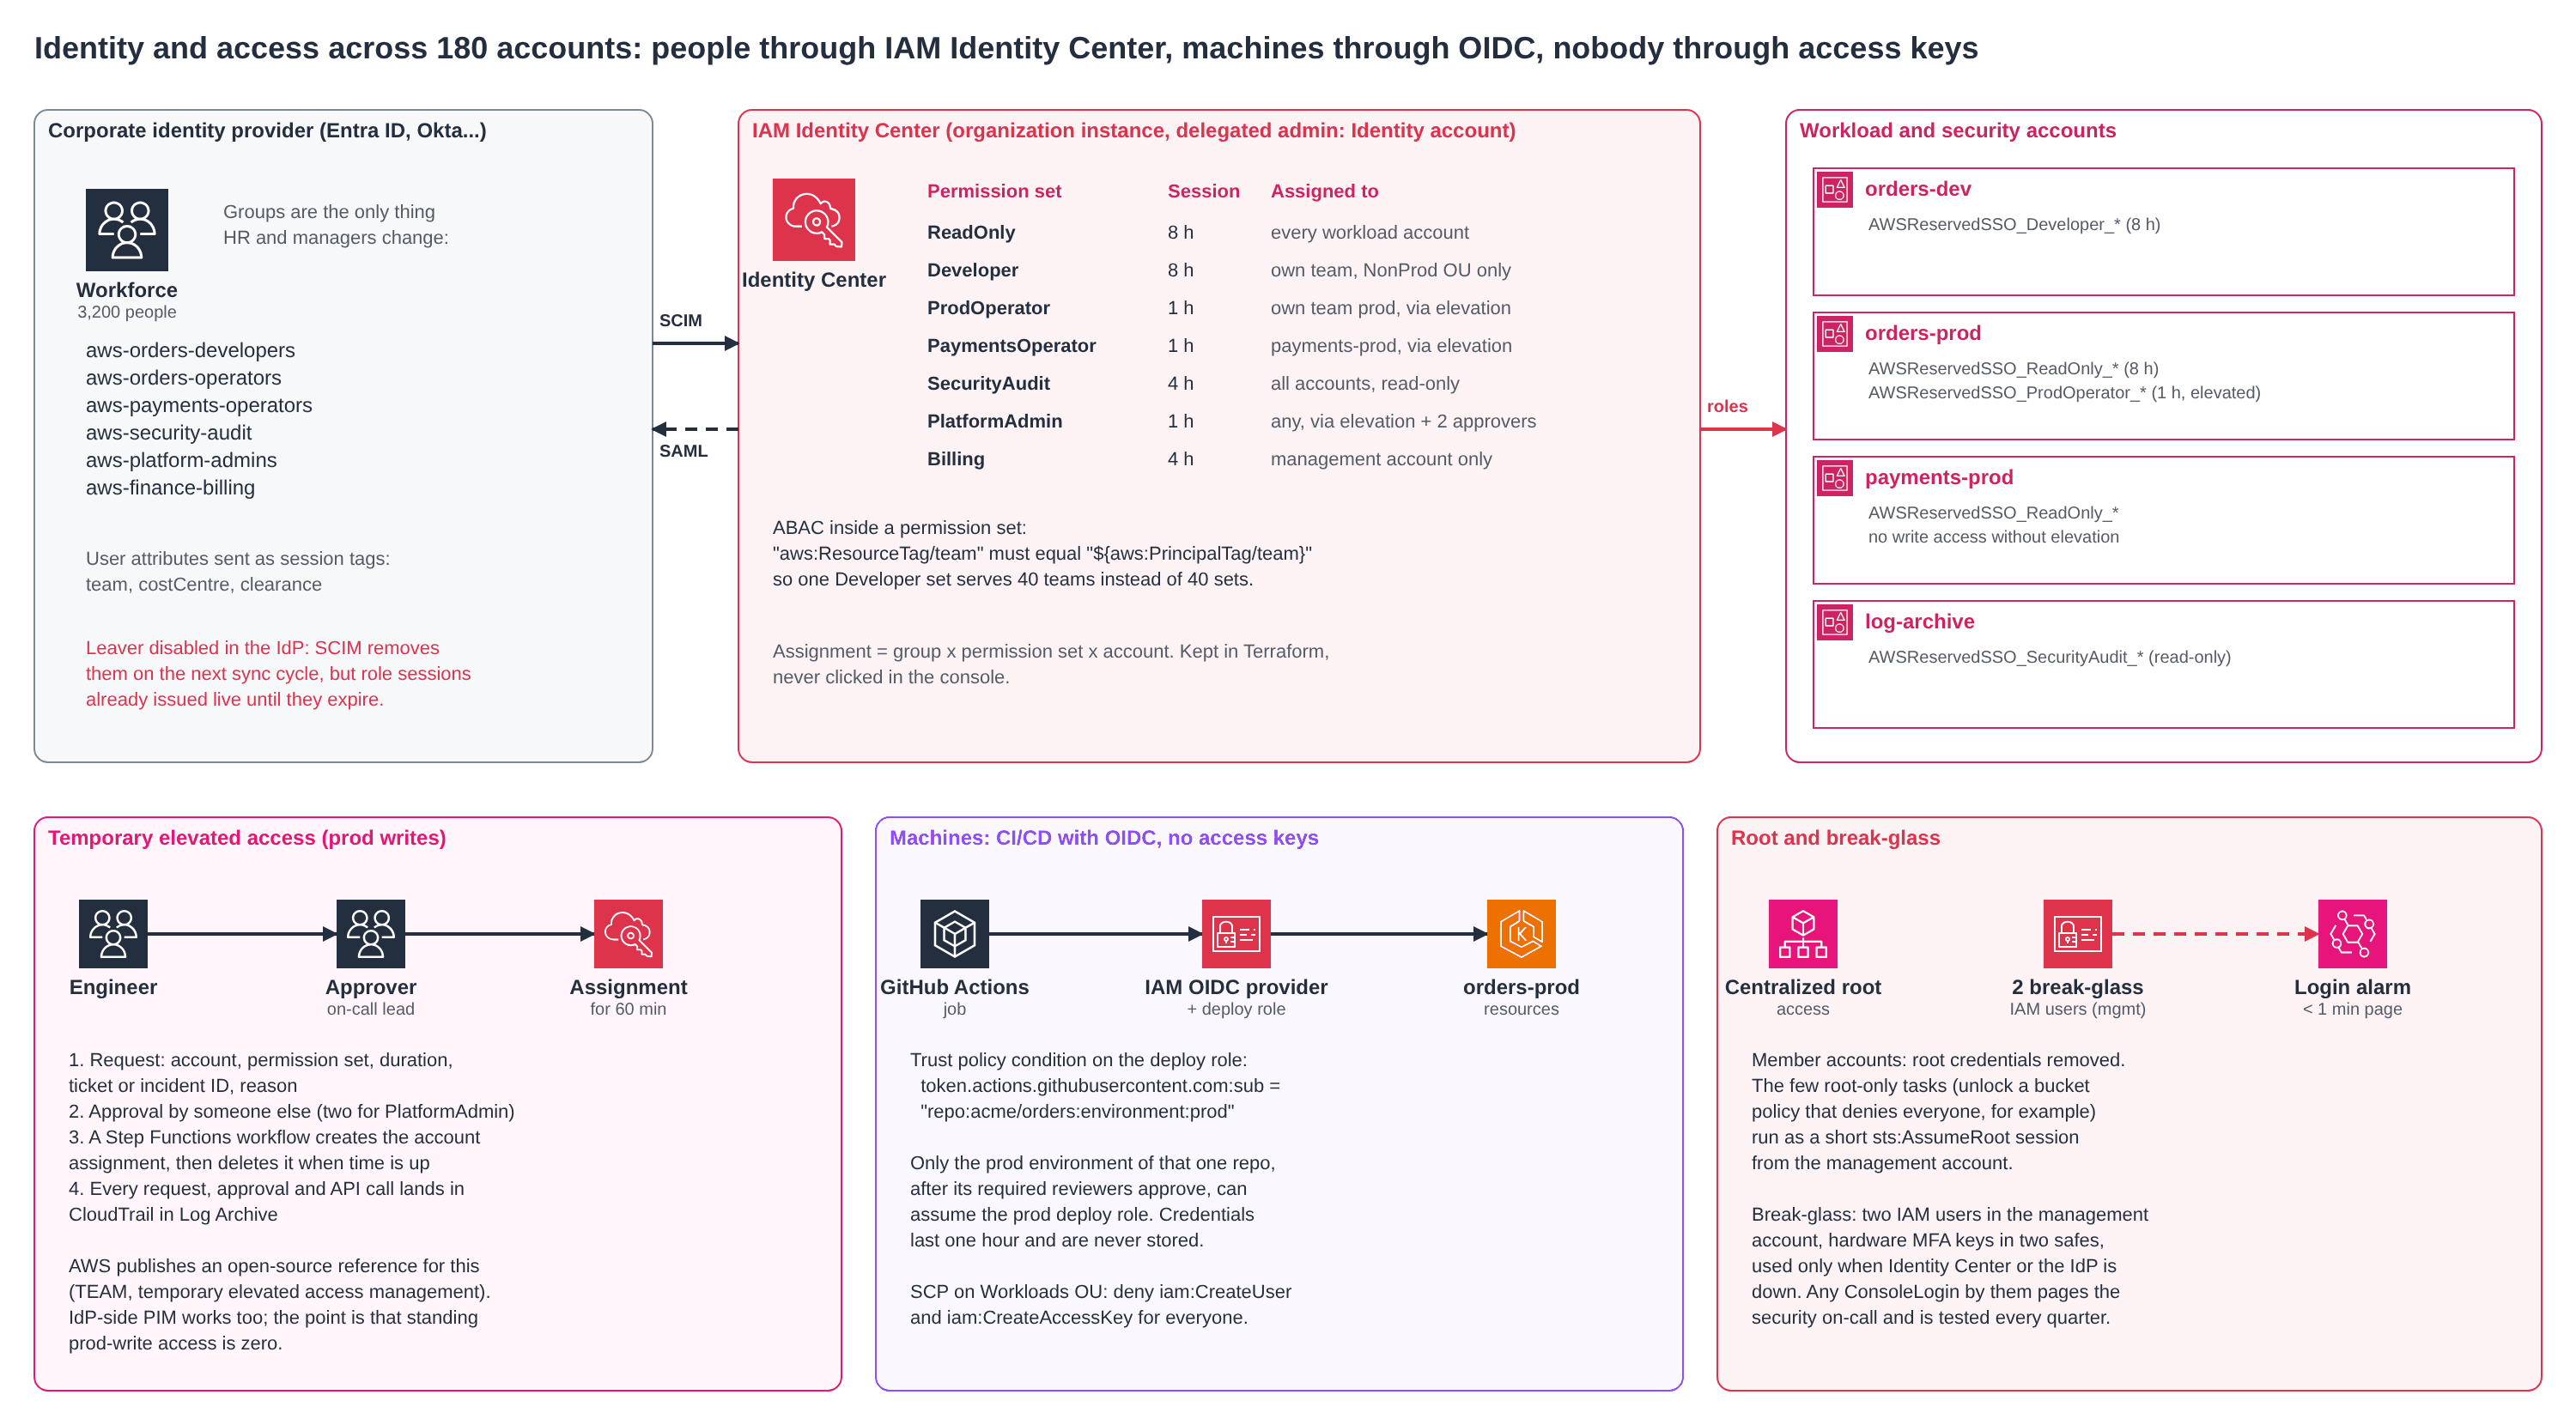 Identity and access across 180 accounts: people through IAM Identity Center, machines through OIDC, nobody through access keys
Corporate identity provider (Entra ID, Okta...)
Workforce
3,200 people
Groups are the only thing
HR and managers change:
aws-orders-developers
aws-orders-operators
aws-payments-operators
aws-security-audit
aws-platform-admins
aws-finance-billing
User attributes sent as session tags:
team, costCentre, clearance
Leaver disabled in the IdP: SCIM removes
them on the next sync cycle, but role sessions
already issued live until they expire.
SCIM
SAML
IAM Identity Center (organization instance, delegated admin: Identity account)
Identity Center
Permission set Session Assigned to
ReadOnly 8 h every workload account
Developer 8 h own team, NonProd OU only
ProdOperator 1 h own team prod, via elevation
PaymentsOperator 1 h payments-prod, via elevation
SecurityAudit 4 h all accounts, read-only
PlatformAdmin 1 h any, via elevation + 2 approvers
Billing 4 h management account only
ABAC inside a permission set:
"aws:ResourceTag/team" must equal "${aws:PrincipalTag/team}"
so one Developer set serves 40 teams instead of 40 sets.
Assignment = group x permission set x account. Kept in Terraform,
never clicked in the console.
roles
Workload and security accounts
orders-dev
AWSReservedSSO_Developer_* (8 h)
orders-prod
AWSReservedSSO_ReadOnly_* (8 h)
AWSReservedSSO_ProdOperator_* (1 h, elevated)
payments-prod
AWSReservedSSO_ReadOnly_*
no write access without elevation
log-archive
AWSReservedSSO_SecurityAudit_* (read-only)
Temporary elevated access (prod writes)
Engineer
Approver
on-call lead
Assignment
for 60 min
1. Request: account, permission set, duration,
ticket or incident ID, reason
2. Approval by someone else (two for PlatformAdmin)
3. A Step Functions workflow creates the account
assignment, then deletes it when time is up
4. Every request, approval and API call lands in
CloudTrail in Log Archive
AWS publishes an open-source reference for this
(TEAM, temporary elevated access management).
IdP-side PIM works too; the point is that standing
prod-write access is zero.
Machines: CI/CD with OIDC, no access keys
GitHub Actions
job
IAM OIDC provider
+ deploy role
orders-prod
resources
Trust policy condition on the deploy role:
token.actions.githubusercontent.com:sub =
"repo:acme/orders:environment:prod"
Only the prod environment of that one repo,
after its required reviewers approve, can
assume the prod deploy role. Credentials
last one hour and are never stored.
SCP on Workloads OU: deny iam:CreateUser
and iam:CreateAccessKey for everyone.
Root and break-glass
Centralized root
access
2 break-glass
IAM users (mgmt)
Login alarm
< 1 min page
Member accounts: root credentials removed.
The few root-only tasks (unlock a bucket
policy that denies everyone, for example)
run as a short sts:AssumeRoot session
from the management account.
Break-glass: two IAM users in the management
account, hardware MFA keys in two safes,
used only when Identity Center or the IdP is
down. Any ConsoleLogin by them pages the
security on-call and is tested every quarter.